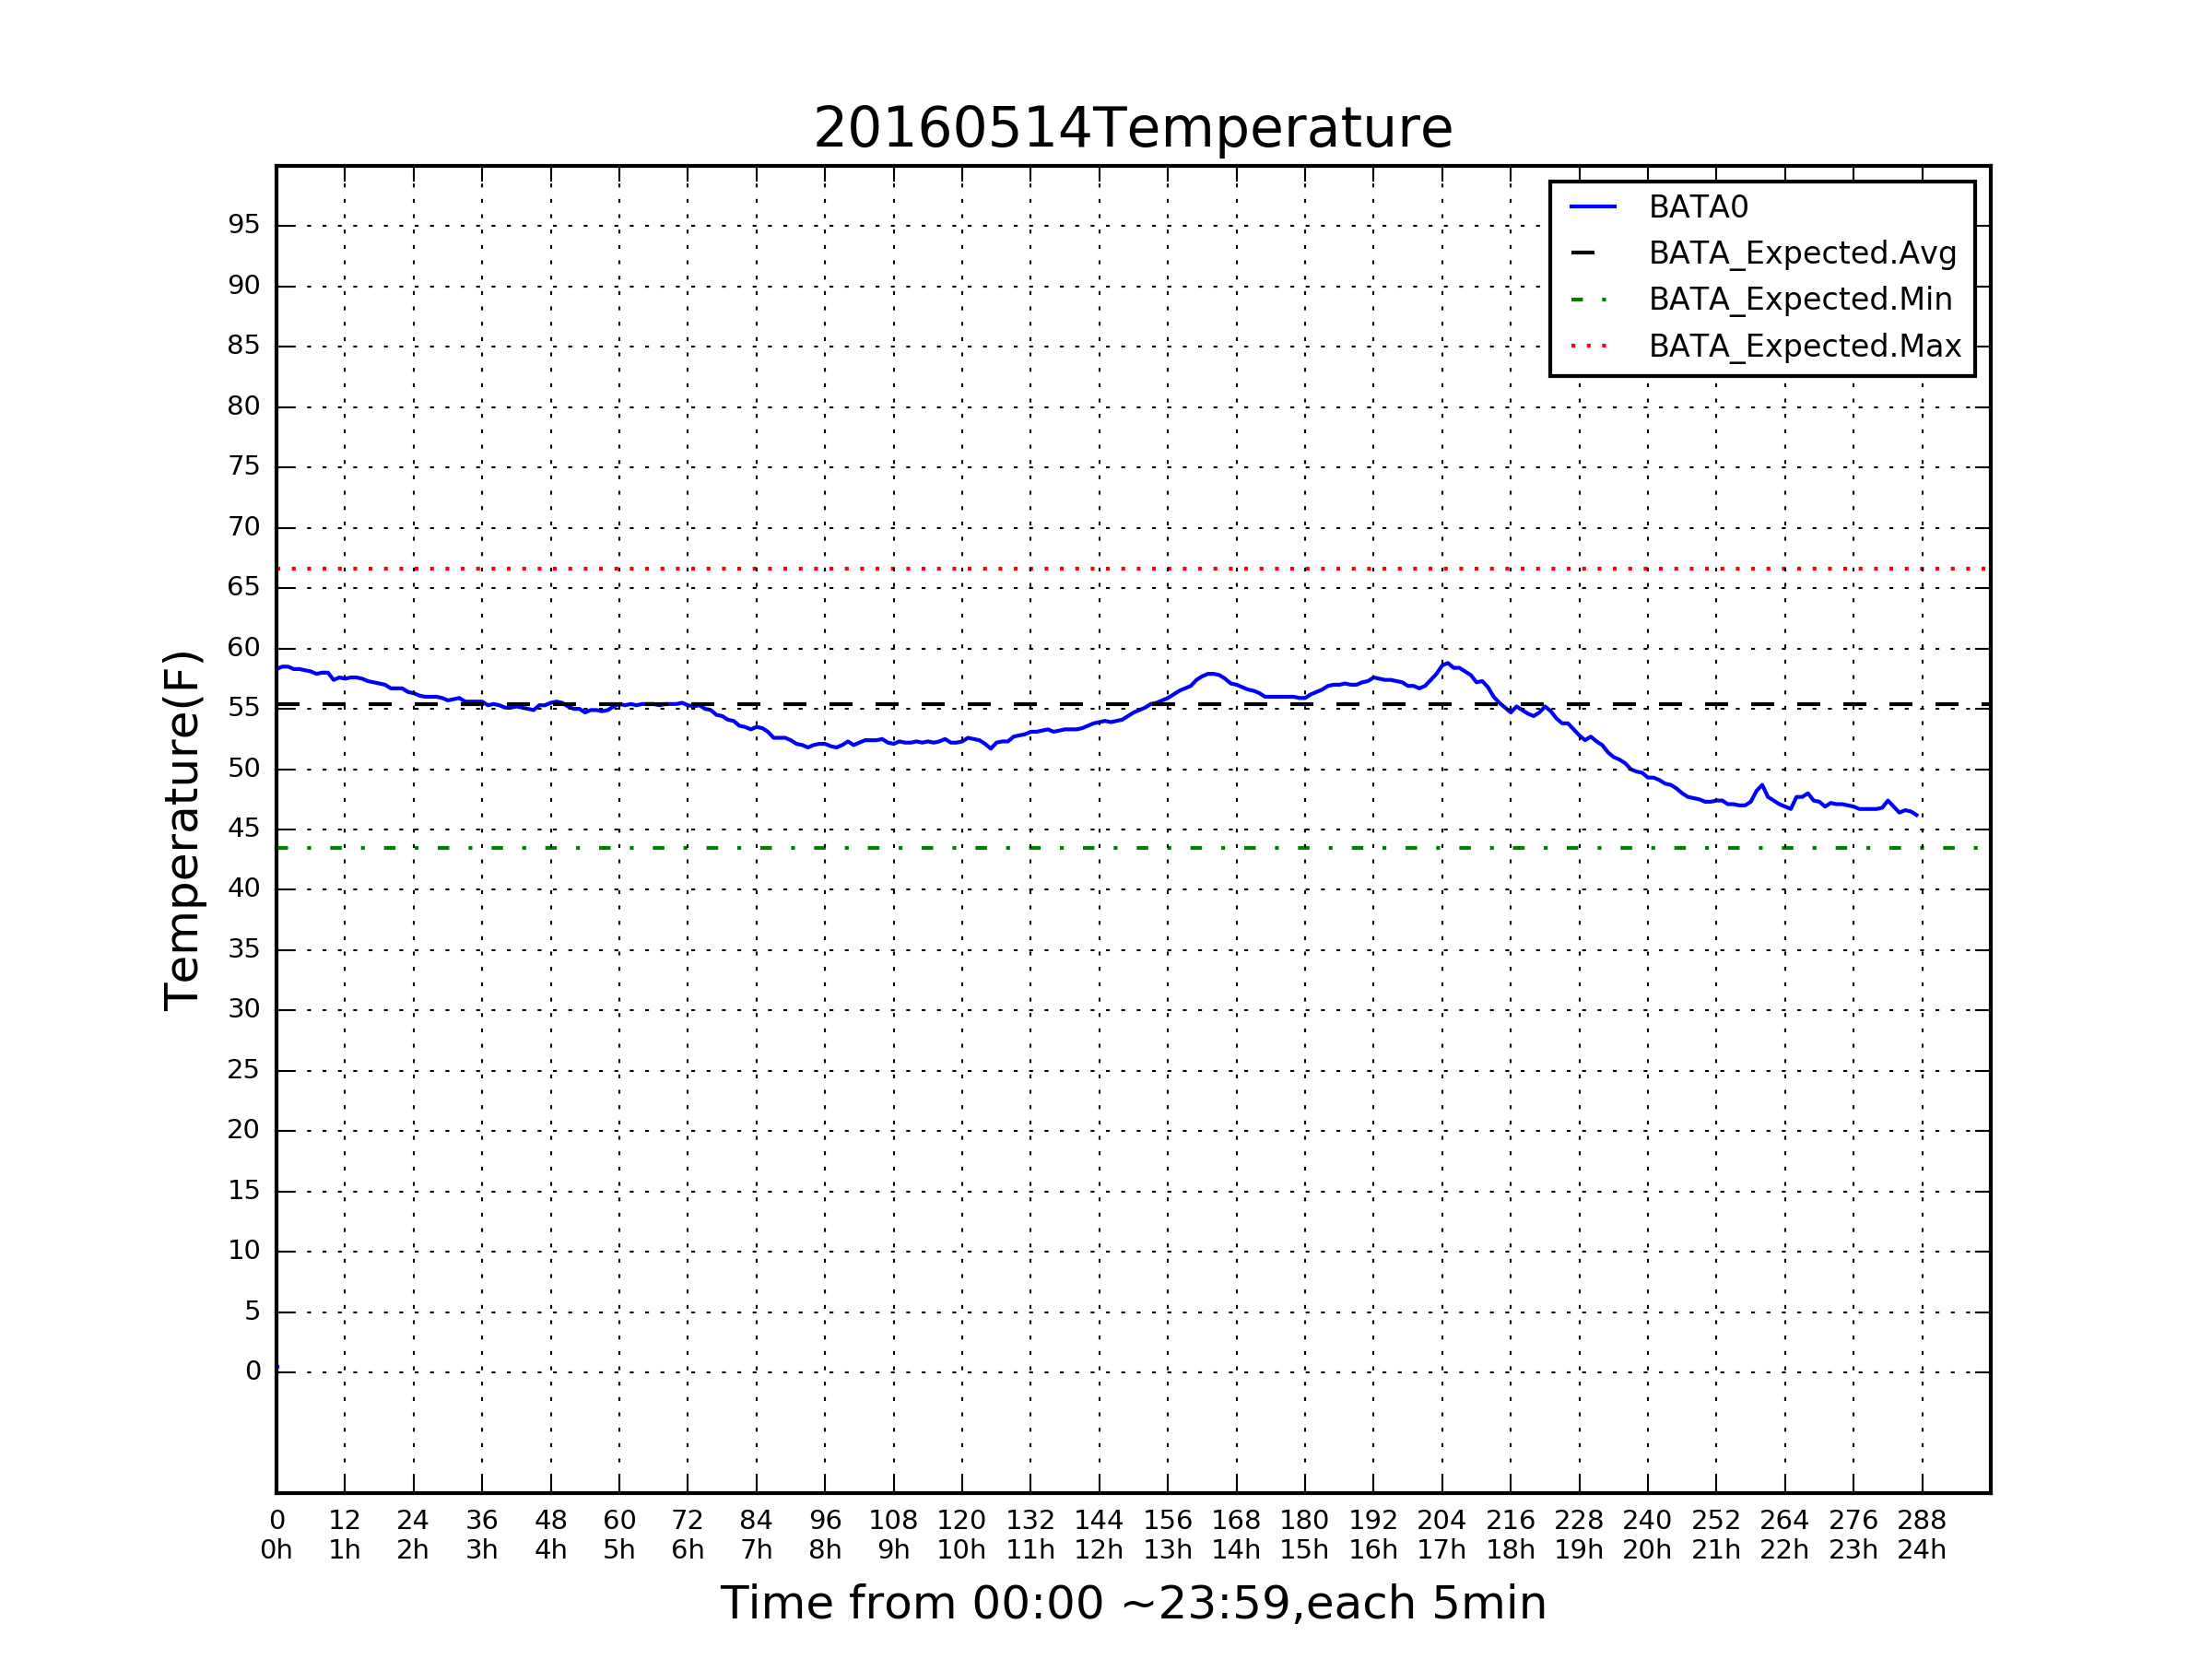 20160514Temperature
BATA0
BATA_Expected.Avg
BATA_Expected.Min
BATA_Expected.Max
95
90
85
80
75
70
65
60
55
50
45
40
35
30
25
20
15
10
5
0
Temperature(F)
0 12 24 36 48 60 72 84 96 108 120 132 144 156 168 180 192 204 216 228 240 252 264 276 288
0h 1h 2h 3h 4h 5h 6h 7h 8h 9h 10h 11h 12h 13h 14h 15h 16h 17h 18h 19h 20h 21h 22h 23h 24h
Time from 00:00 ~23:59,each 5min